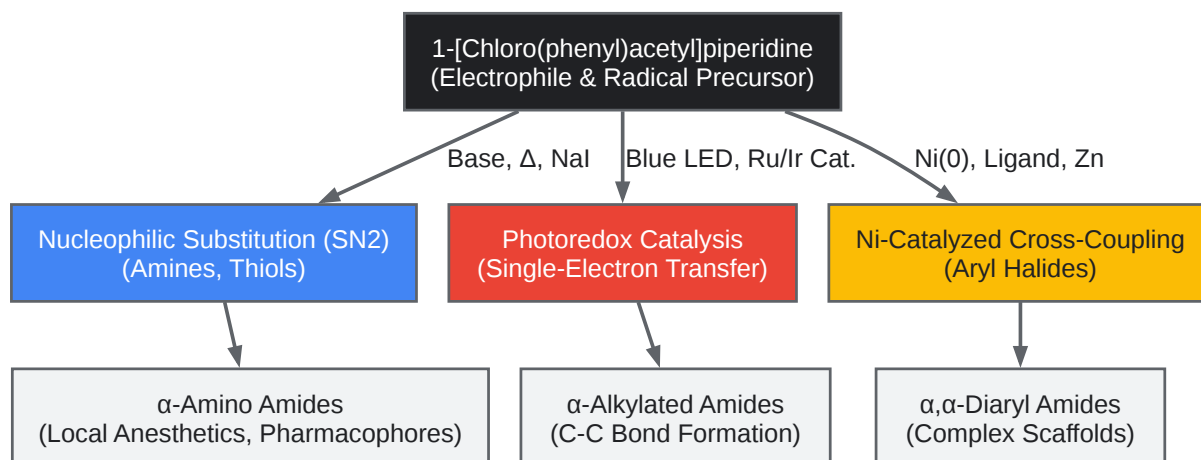 1-[Chloro(phenyl)acetyl]piperidine
(Electrophile & Radical Precursor)
Base, Δ, NaI
Blue LED, Ru/Ir Cat.
Ni(0), Ligand, Zn
Nucleophilic Substitution (SN2)
(Amines, Thiols)
Photoredox Catalysis
(Single-Electron Transfer)
Ni-Catalyzed Cross-Coupling
(Aryl Halides)
α-Amino Amides
(Local Anesthetics, Pharmacophores)
α-Alkylated Amides
(C-C Bond Formation)
α,α-Diaryl Amides
(Complex Scaffolds)